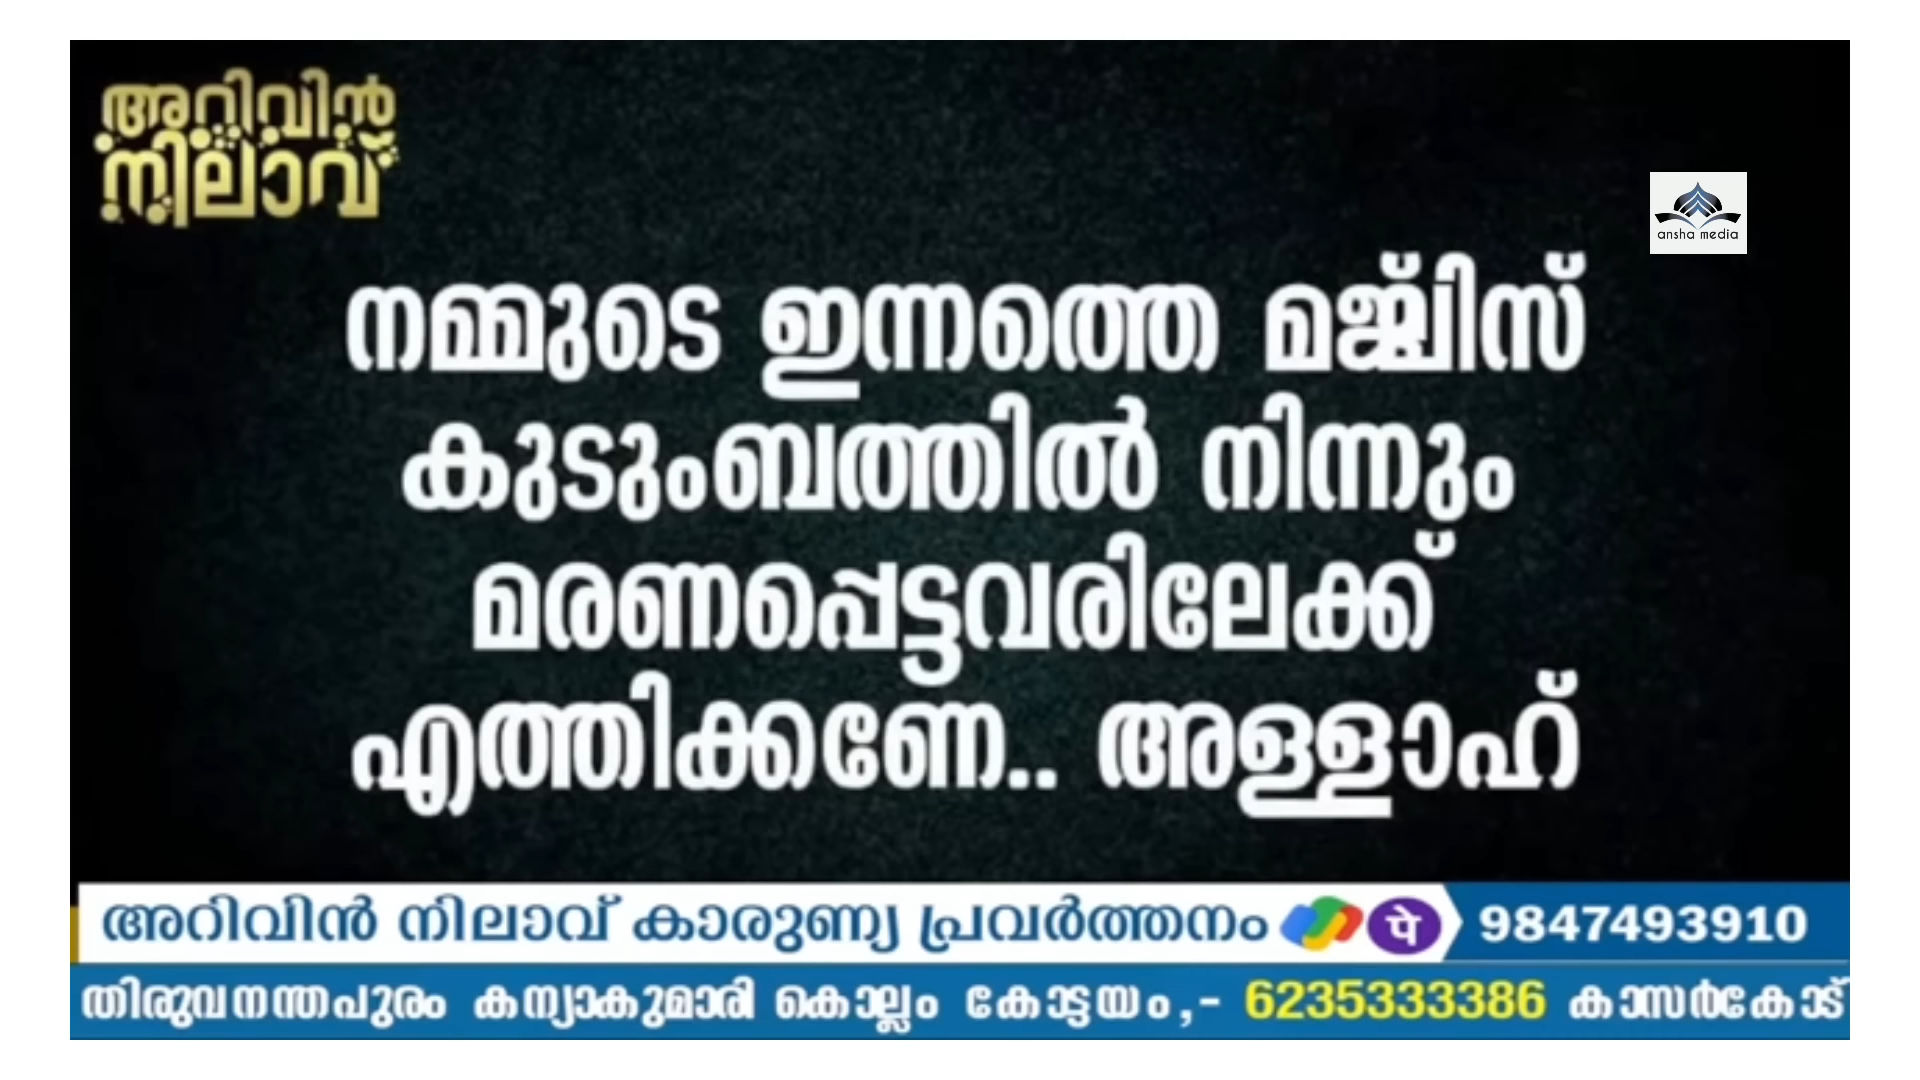 അറിവിൻ
നിലാവ്
ansha media
നമ്മുടെ ഇന്നത്തെ മജ്ലിസ്
കുടുംബത്തിൽ നിന്നും
മരണപ്പെട്ടവരിലേക്ക്
എത്തിക്കണേ.. അള്ളാഹ്
അറിവിൻ നിലാവ് കാരുണ്യ പ്രവർത്തനം पे 9847493910
തിരുവനന്തപുരം കന്യാകുമാരി കൊല്ലം കോട്ടയം,- 6235333386 കാസർകോട്